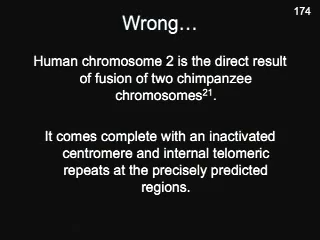 174
Wrong…
Human chromosome 2 is the direct result
of fusion of two chimpanzee
chromosomes²¹.
It comes complete with an inactivated
centromere and internal telomeric
repeats at the precisely predicted
regions.